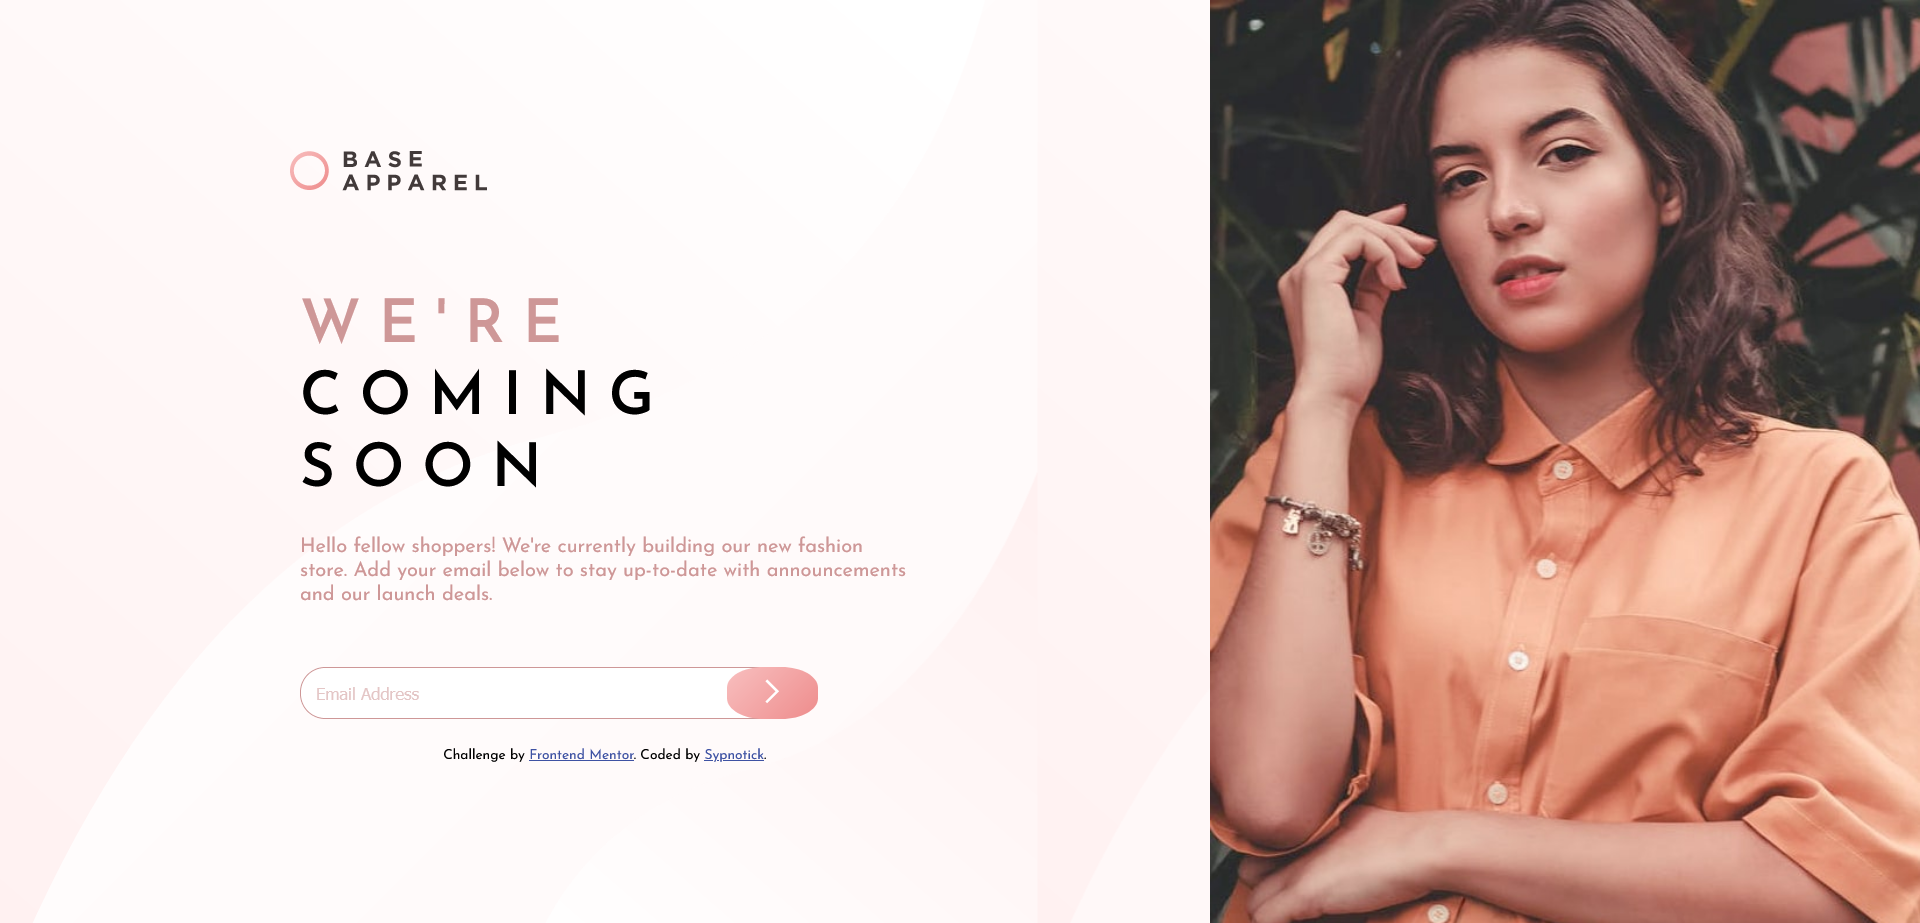 BASE
APPAREL
WE'RE
COMING
SOON
Hello fellow shoppers! We're currently building our new fashion
store. Add your email below to stay up-to-date with announcements
and our launch deals.
Email Address
Challenge by Frontend Mentor. Coded by Sypnotick.